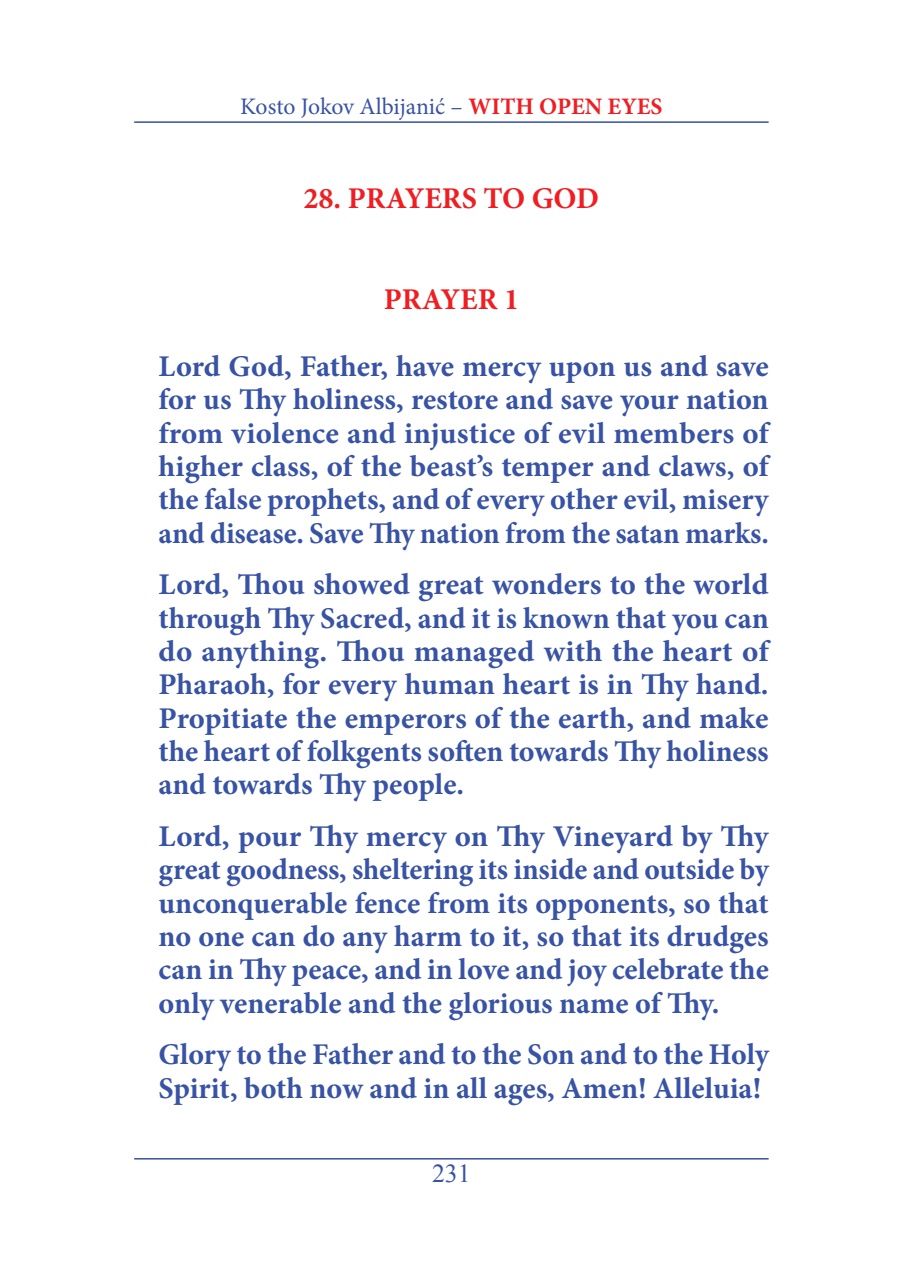 Kosto Jokov Albijanić – WITH OPEN EYES
28. PRAYERS TO GOD
PRAYER 1
Lord God, Father, have mercy upon us and save
for us Thy holiness, restore and save your nation
from violence and injustice of evil members of
higher class, of the beast’s temper and claws, of
the false prophets, and of every other evil, misery
and disease. Save Thy nation from the satan marks.
Lord, Thou showed great wonders to the world
through Thy Sacred, and it is known that you can
do anything. Thou managed with the heart of
Pharaoh, for every human heart is in Thy hand.
Propitiate the emperors of the earth, and make
the heart of folkgents soften towards Thy holiness
and towards Thy people.
Lord, pour Thy mercy on Thy Vineyard by Thy
great goodness, sheltering its inside and outside by
unconquerable fence from its opponents, so that
no one can do any harm to it, so that its drudges
can in Thy peace, and in love and joy celebrate the
only venerable and the glorious name of Thy.
Glory to the Father and to the Son and to the Holy
Spirit, both now and in all ages, Amen! Alleluia!
231